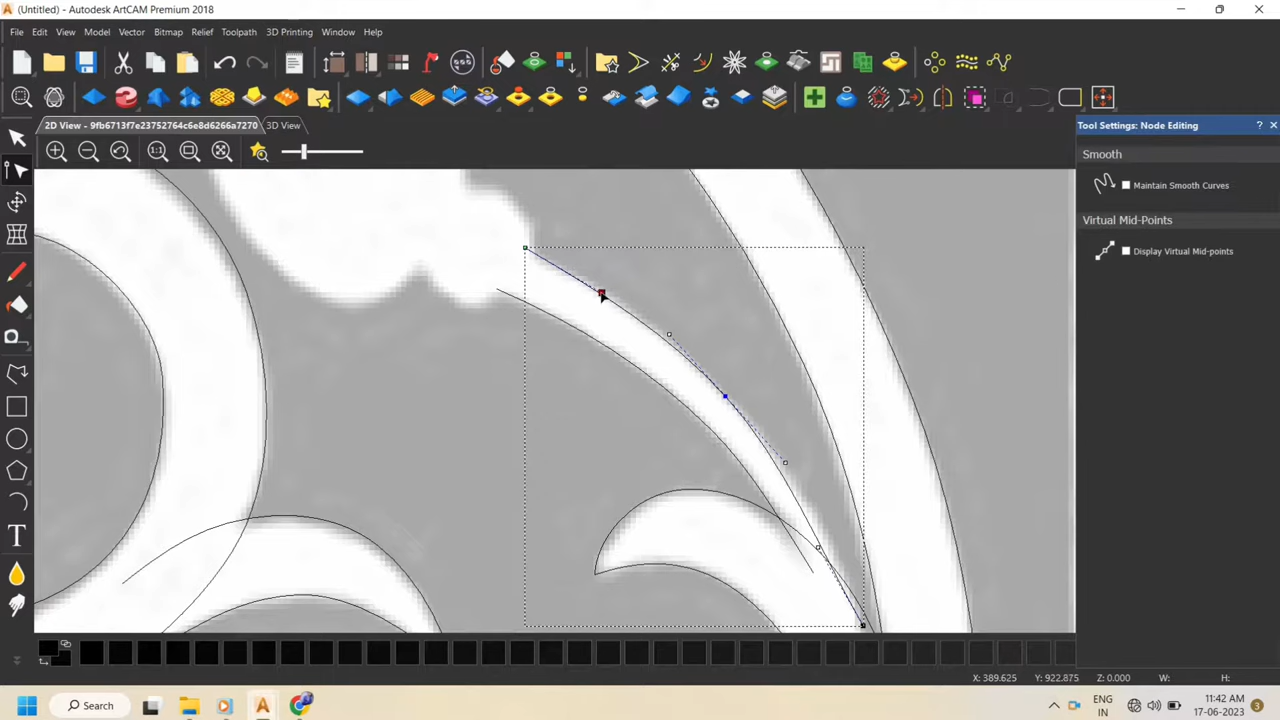 (Untitled) - Autodesk ArtCAM Premium 2018
File Edit View Model Vector Bitmap Relief Toolpath 3D Printing Window Help
2D View - 9fb6713f7e23752764c6e8d6266a7270 3D View
Tool Settings: Node Editing ?
Smooth
Maintain Smooth Curves
Virtual Mid-Points
Display Virtual Mid-points
T
X: 389.625 Y: 922.875 Z: 0.000 W: H:
Search
ENG
IN
11:42 AM
17-06-2023
3